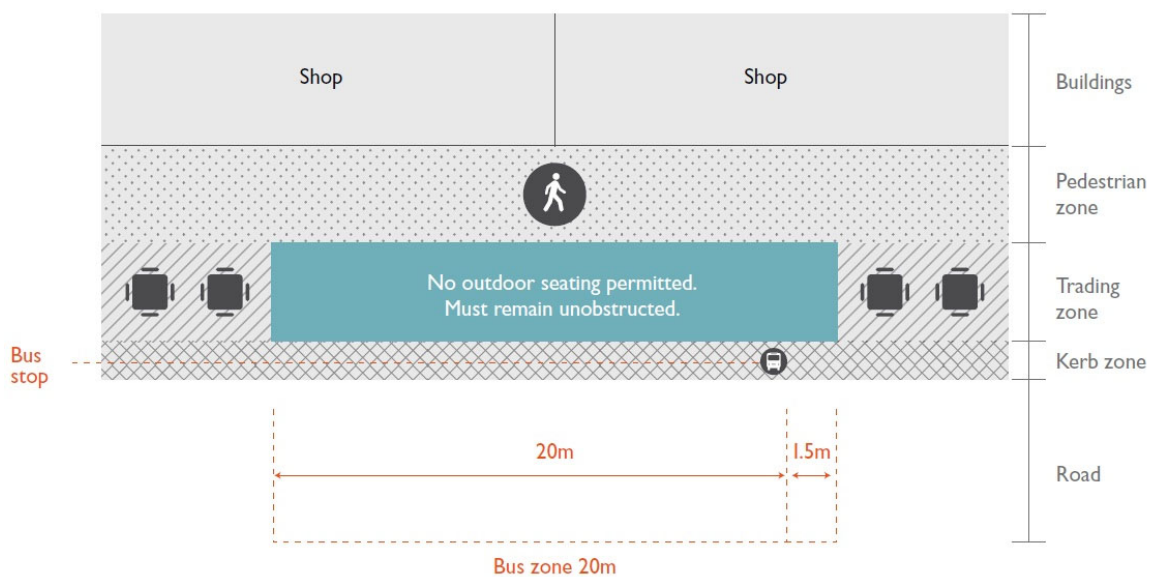 Shop
Shop
Buildings
Pedestrian
zone
No outdoor seating permitted.
Must remain unobstructed.
Trading
zone
Bus
stop
Kerb zone
20m
1.5m
Road
Bus zone 20m